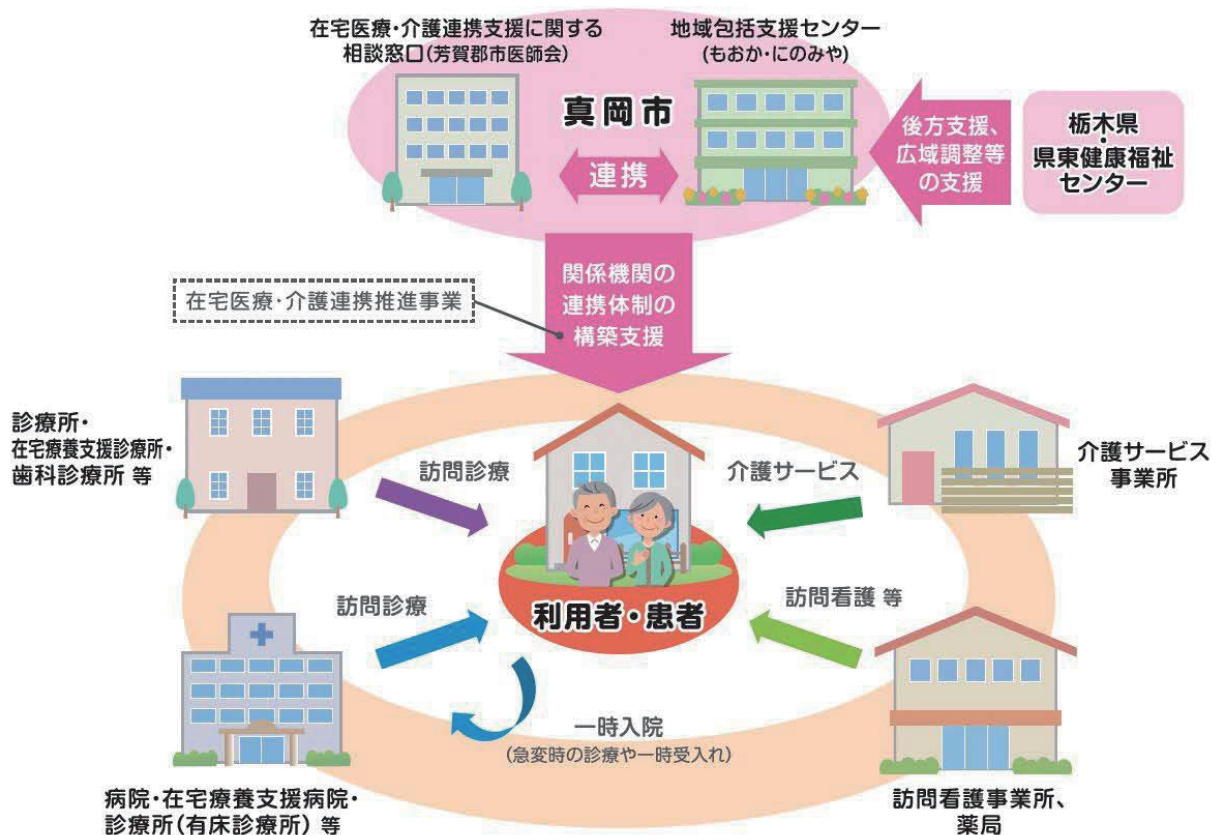 在宅医療・介護連携支援に関する
相談窓口(芳賀郡市医師会)
地域包括支援センター
(もおか・にのみや)
真岡市
連携
後方支援、
広域調整等
の支援
栃木県
・
県東健康福祉
センター
関係機関の
連携体制の
構築支援
在宅医療・介護連携推進事業
診療所・
在宅療養支援診療所・
歯科診療所 等
訪問診療
介護サービス
介護サービス
事業所
利用者・患者
訪問診療
訪問看護 等
一時入院
(急変時の診療や一時受入れ)
病院・在宅療養支援病院・
診療所(有床診療所) 等
訪問看護事業所、
薬局